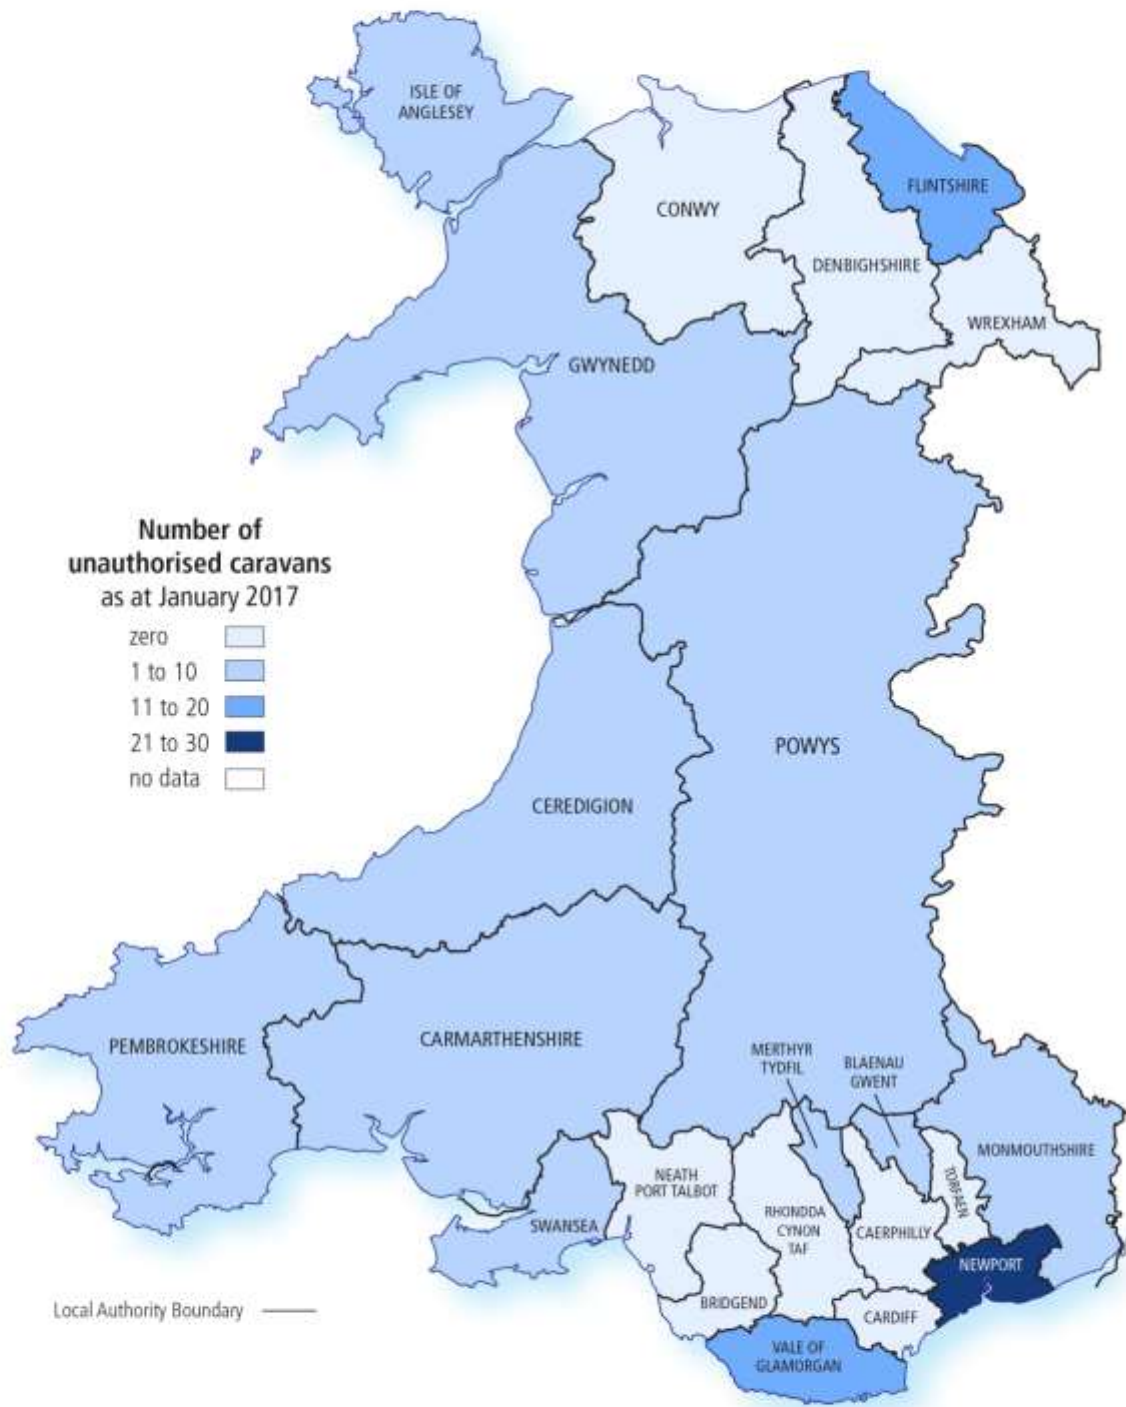 ISLE OF
ANGLESEY
FLINTSHIRE
CONWY
DENBIGHSHIRE
WREXHAM
GWYNEDD
Number of
unauthorised caravans
as at January 2017
zero
1 to 10
11 to 20
21 to 30
no data
POWYS
CEREDIGION
PEMBROKESHIRE
CARMARTHENSHIRE
MERTHYR
TYDFIL
BLAENAU
GWENT
MONMOUTHSHIRE
NEATH
PORT TALBOT
TORFAEN
SWANSEA
RHONDDA
CYNON
TAF
CAERPHILLY
NEWPORT
BRIDGEND
CARDIFF
Local Authority Boundary
VALE OF
GLAMORGAN